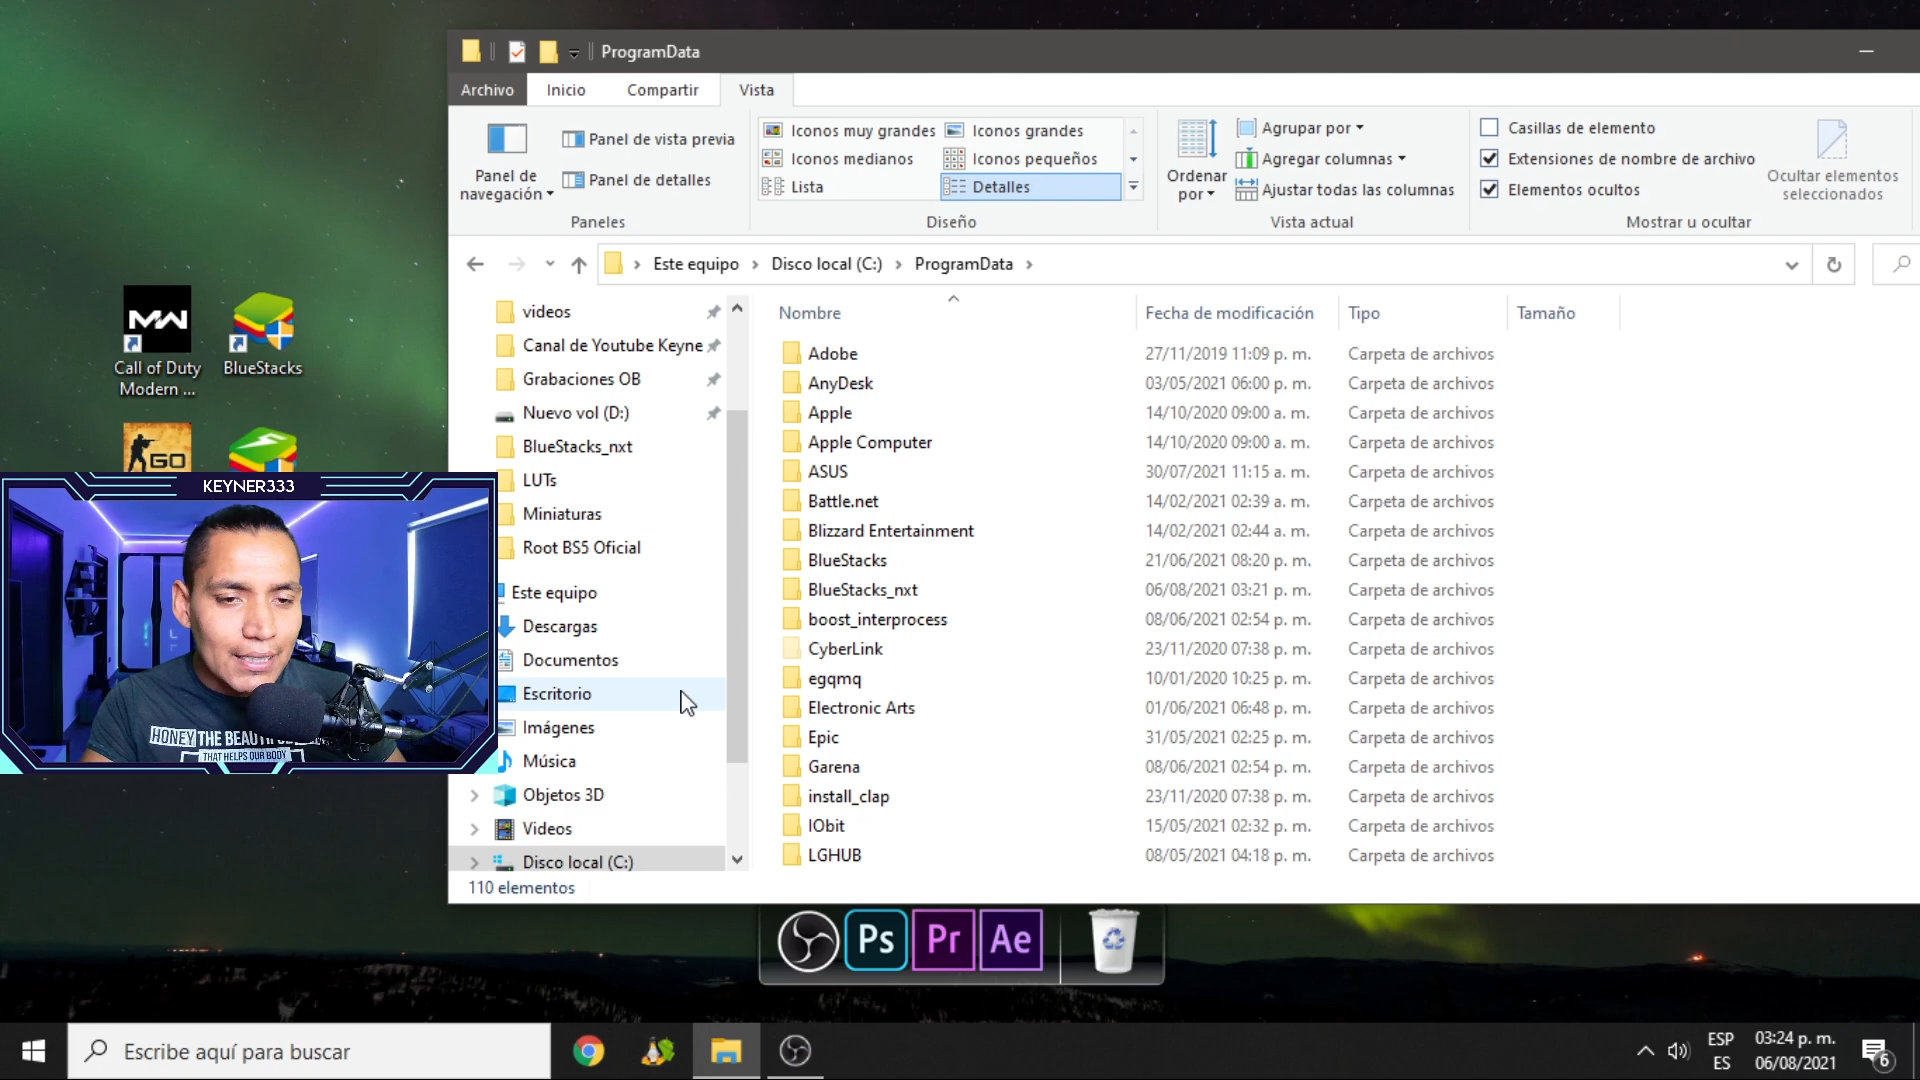 ProgramData
Archivo
Inicio
Compartir
Vista
Panel de navegación
Panel de vista previa
Panel de detalles
Paneles
Iconos muy grandes
Iconos grandes
Iconos medianos
Iconos pequeños
Lista
Detalles
Diseño
Ordenar por
Agrupar por
Agregar columnas
Ajustar todas las columnas
Vista actual
Casillas de elemento
Extensiones de nombre de archivo
Elementos ocultos
Ocultar elementos seleccionados
Mostrar u ocultar
Este equipo > Disco local (C:) > ProgramData >
videos
Canal de Youtube Keyne
Grabaciones OB
Nuevo vol (D:)
BlueStacks_nxt
LUTs
Miniaturas
Root BS5 Oficial
Este equipo
Descargas
Documentos
Escritorio
Imágenes
Música
Objetos 3D
Videos
Disco local (C:)
110 elementos
Nombre Fecha de modificación Tipo Tamaño
Adobe 27/11/2019 11:09 p. m. Carpeta de archivos
AnyDesk 03/05/2021 06:00 p. m. Carpeta de archivos
Apple 14/10/2020 09:00 a. m. Carpeta de archivos
Apple Computer 14/10/2020 09:00 a. m. Carpeta de archivos
ASUS 30/07/2021 11:15 a. m. Carpeta de archivos
Battle.net 14/02/2021 02:39 a. m. Carpeta de archivos
Blizzard Entertainment 14/02/2021 02:44 a. m. Carpeta de archivos
BlueStacks 21/06/2021 08:20 p. m. Carpeta de archivos
BlueStacks_nxt 06/08/2021 03:21 p. m. Carpeta de archivos
boost_interprocess 08/06/2021 02:54 p. m. Carpeta de archivos
CyberLink 23/11/2020 07:38 p. m. Carpeta de archivos
egqmq 10/01/2020 10:25 p. m. Carpeta de archivos
Electronic Arts 01/06/2021 06:48 p. m. Carpeta de archivos
Epic 31/05/2021 02:25 p. m. Carpeta de archivos
Garena 08/06/2021 02:54 p. m. Carpeta de archivos
install_clap 23/11/2020 07:38 p. m. Carpeta de archivos
IObit 15/05/2021 02:32 p. m. Carpeta de archivos
LGHUB 08/05/2021 04:18 p. m. Carpeta de archivos
MW
Call of Duty
Modern ...
BlueStacks
GO
KEYNER333
HONEY THE BEAU
THAT HELPS OUR BODY
Ps
Pr
Ae
Escribe aquí para buscar
ESP
ES
03:24 p. m.
06/08/2021
6